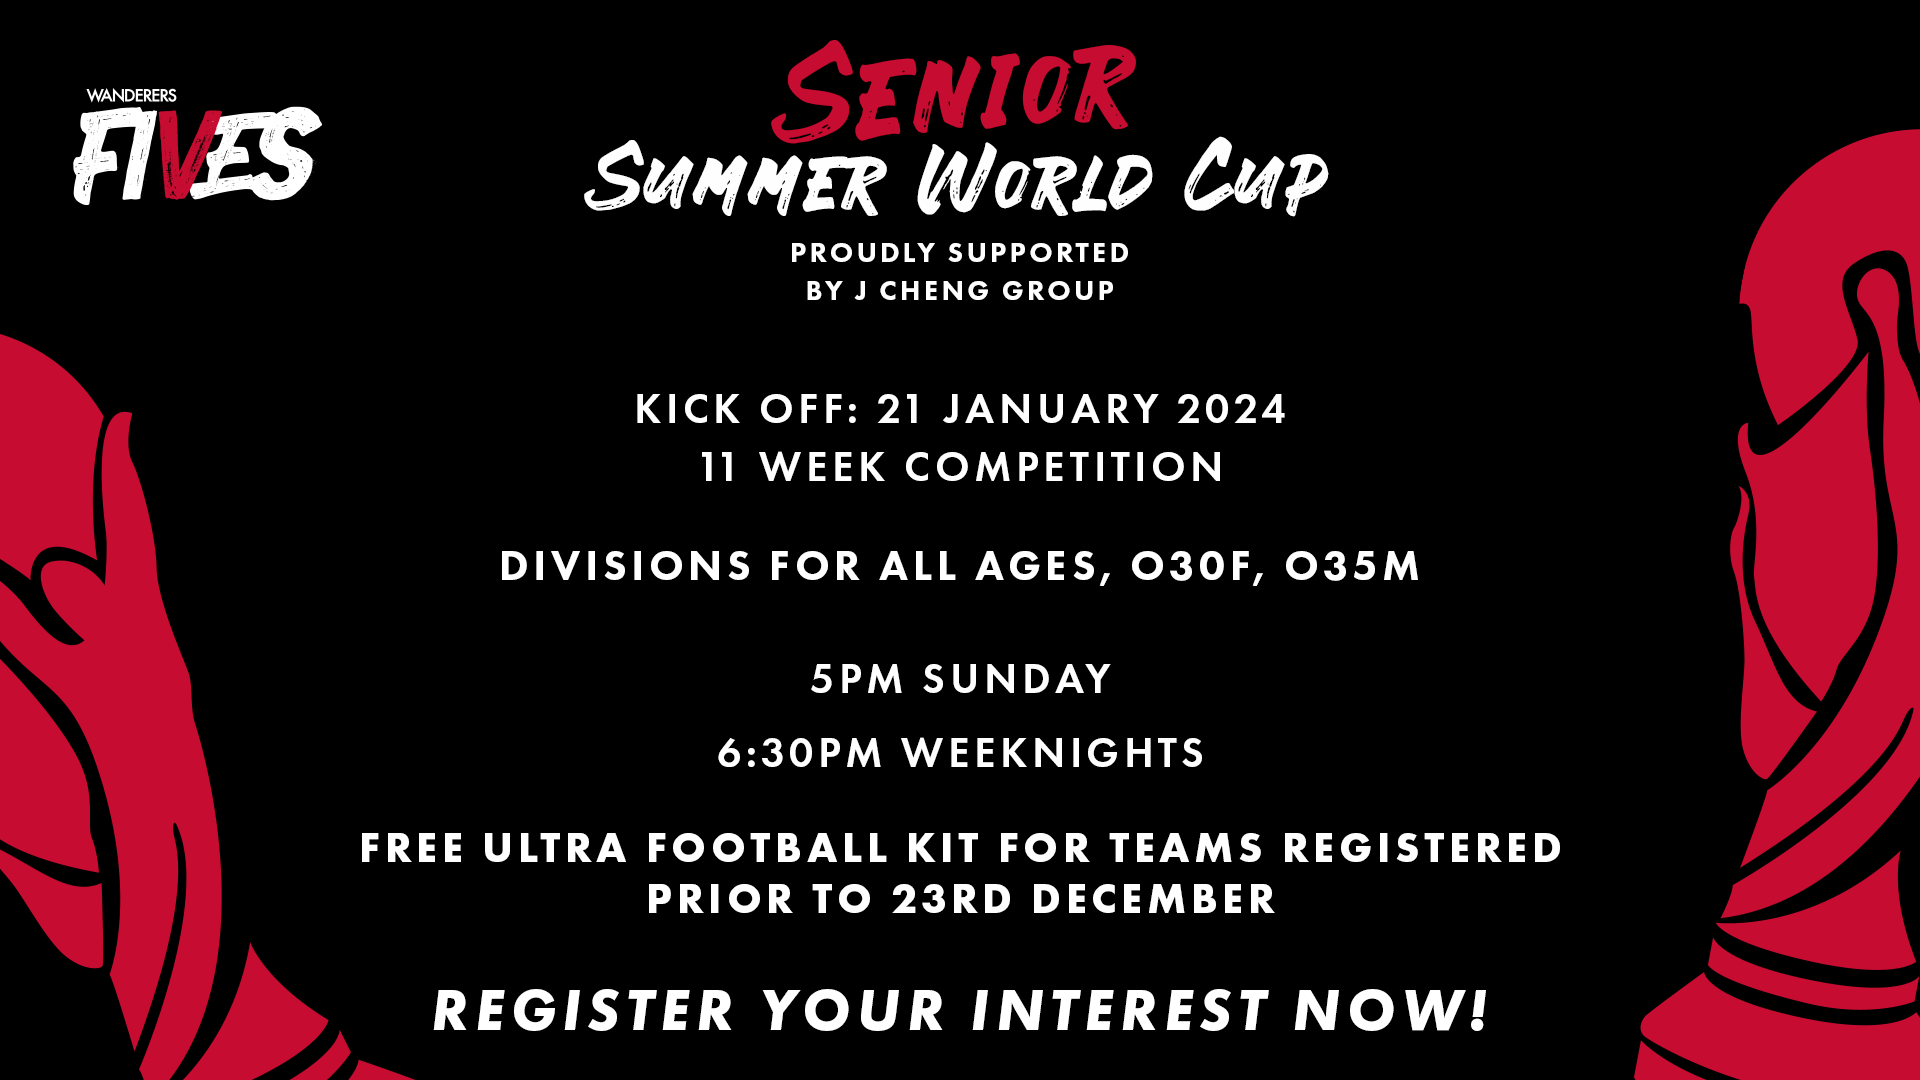 WANDERERS
FIVES
SENIOR
SUMMER WORLD CUP
PROUDLY SUPPORTED
BY J CHENG GROUP
KICK OFF: 21 JANUARY 2024
11 WEEK COMPETITION
DIVISIONS FOR ALL AGES, O30F, O35M
5PM SUNDAY
6:30PM WEEKNIGHTS
FREE ULTRA FOOTBALL KIT FOR TEAMS REGISTERED
PRIOR TO 23RD DECEMBER
REGISTER YOUR INTEREST NOW!